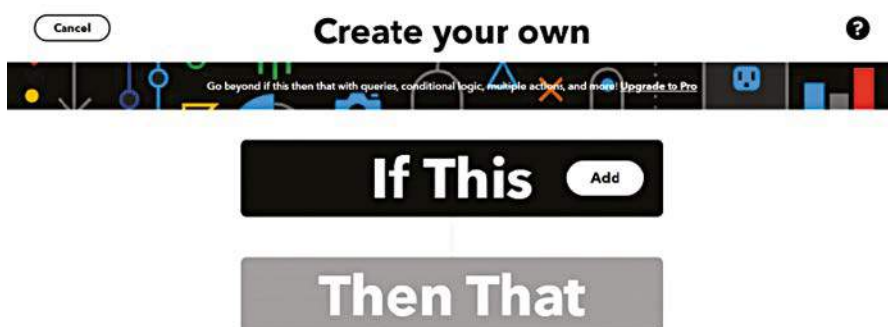 Cancel
Create your own
?
Go beyond if this then that with queries, conditional logic, multiple actions, and more! Upgrade to Pro
If This
Add
Then That